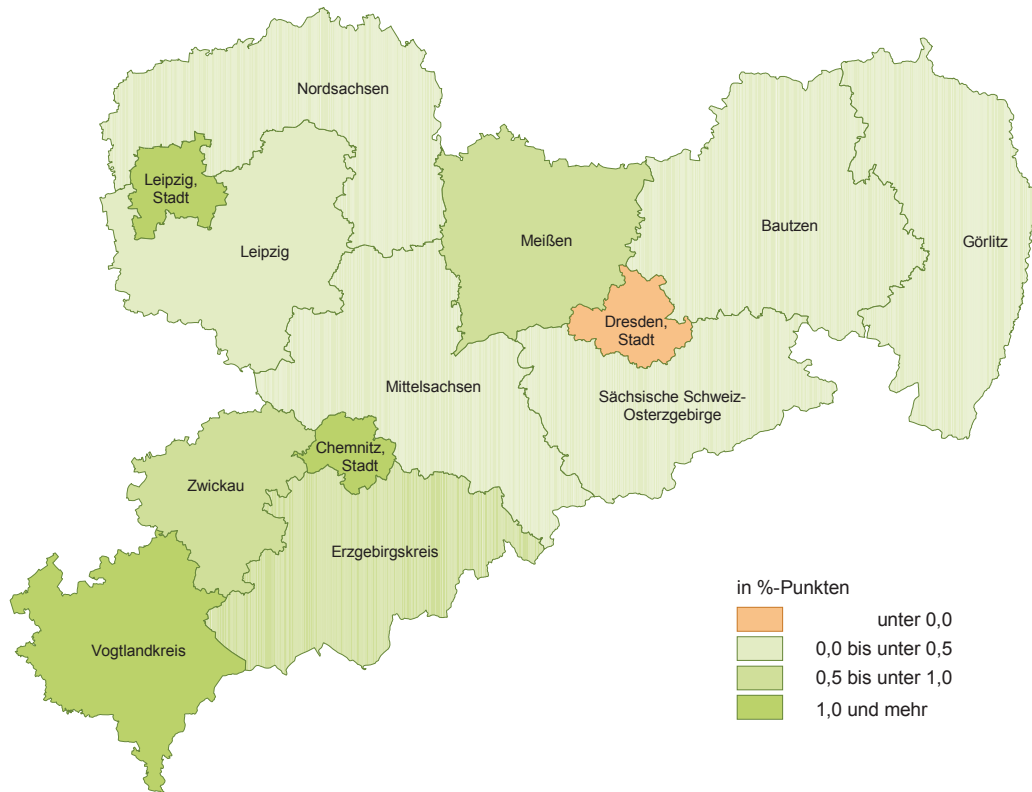 Nordsachsen
Leipzig,
Stadt
Leipzig
Meißen
Bautzen
Görlitz
Dresden,
Stadt
Mittelsachsen
Sächsische Schweiz-
Osterzgebirge
Chemnitz,
Stadt
Zwickau
Erzgebirgskreis
Vogtlandkreis
in %-Punkten
unter 0,0
0,0 bis unter 0,5
0,5 bis unter 1,0
1,0 und mehr